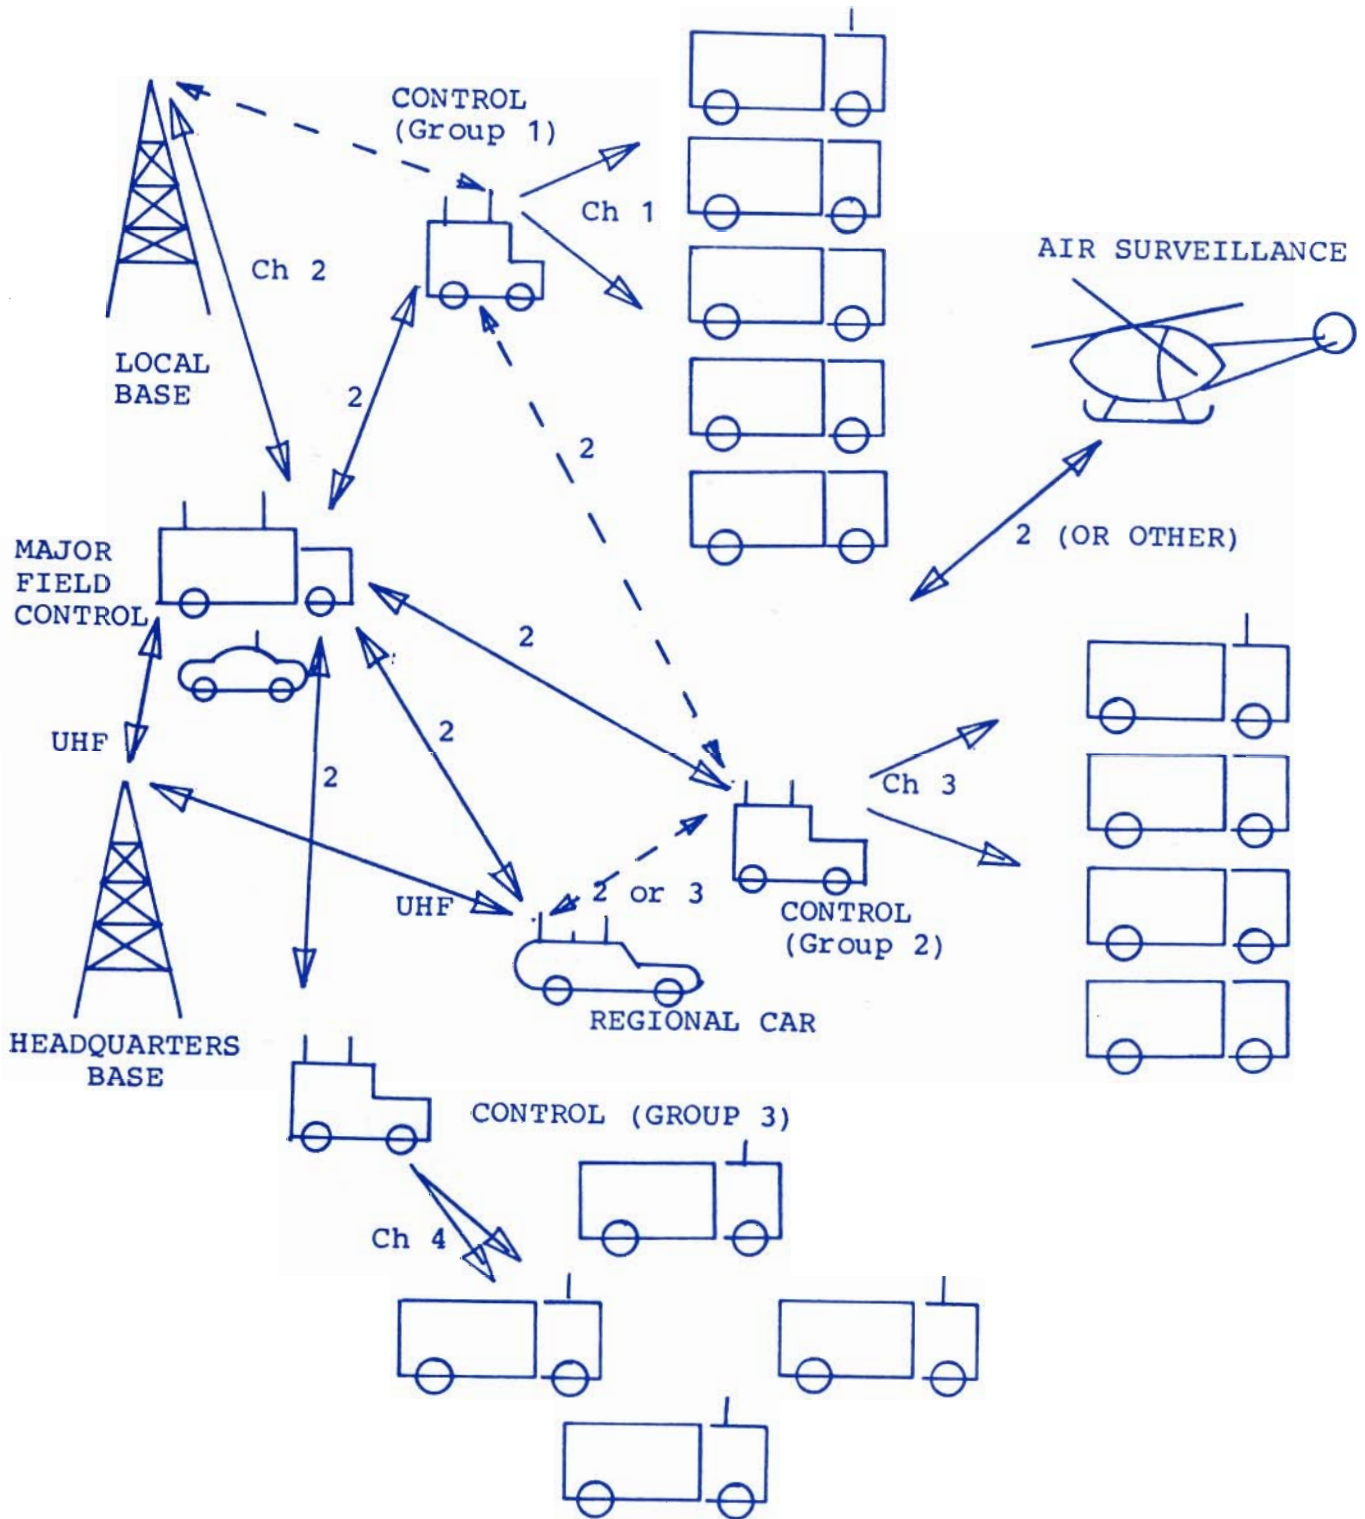 CONTROL
(Group 1)
Ch 1
Ch 2
AIR SURVEILLANCE
LOCAL
BASE
2
2
2 (OR OTHER)
MAJOR
FIELD
CONTROL
2
2
UHF
2
Ch 3
2 or 3
UHF
CONTROL
(Group 2)
REGIONAL CAR
HEADQUARTERS
BASE
CONTROL (GROUP 3)
Ch 4